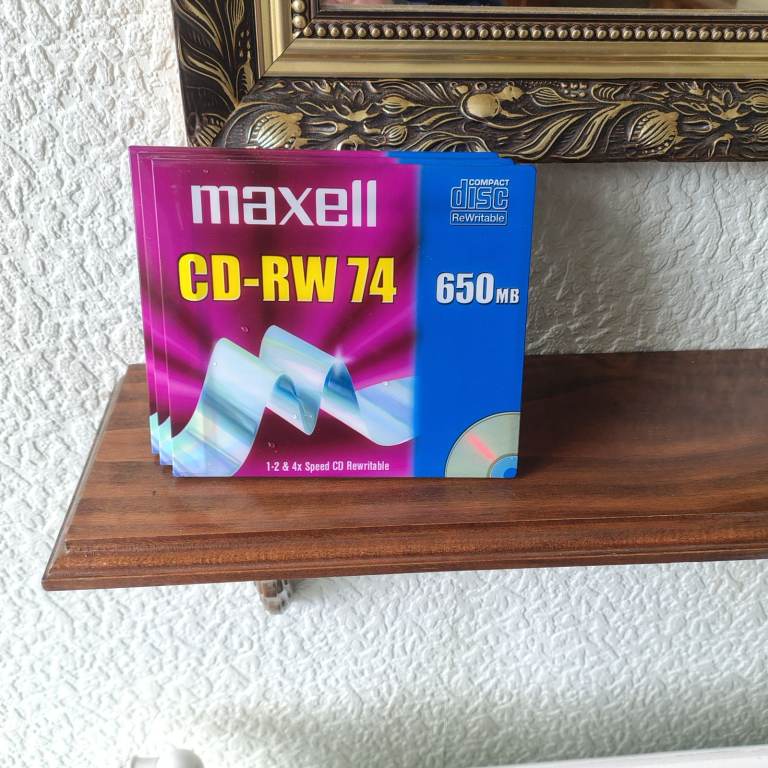 maxell
COMPACT
disc
ReWritable
CD-RW 74
650MB
1-2 & 4x Speed CD Rewritable